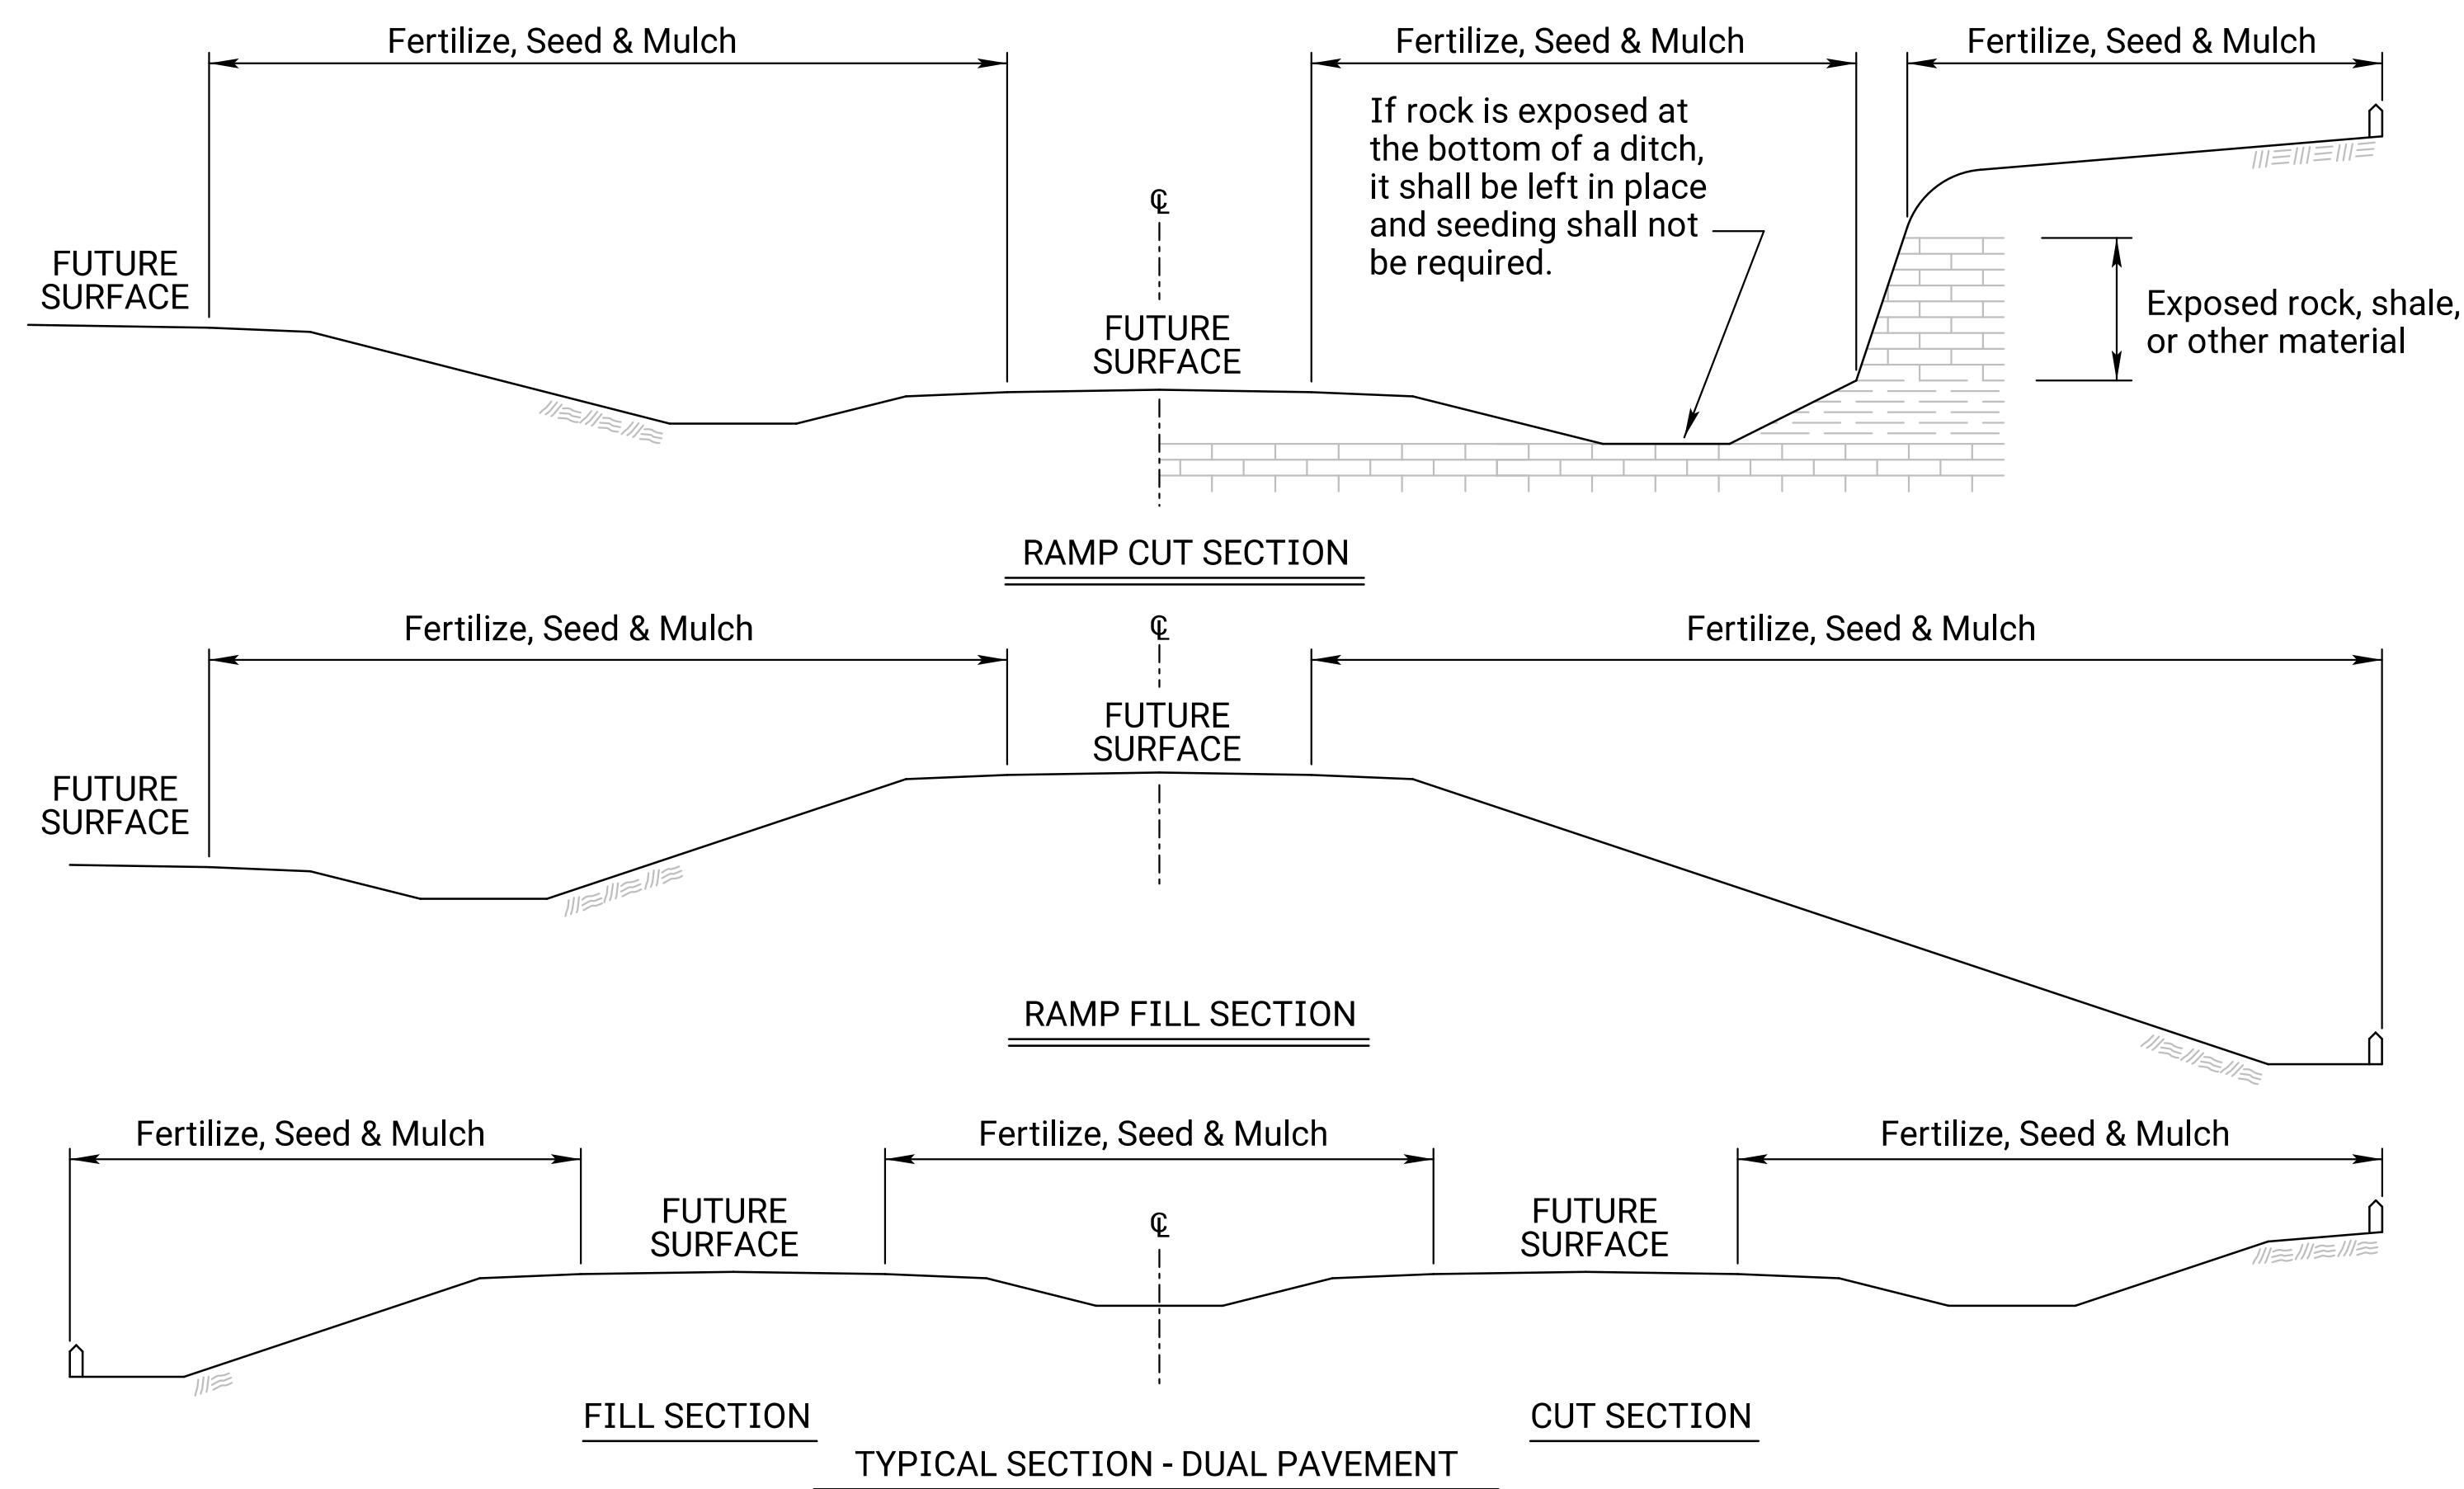 Fertilize, Seed & Mulch
Fertilize, Seed & Mulch
Fertilize, Seed & Mulch
If rock is exposed at
the bottom of a ditch,
it shall be left in place
and seeding shall not
be required.
℄
FUTURE
SURFACE
FUTURE
SURFACE
Exposed rock, shale,
or other material
RAMP CUT SECTION
Fertilize, Seed & Mulch
℄
Fertilize, Seed & Mulch
FUTURE
SURFACE
FUTURE
SURFACE
RAMP FILL SECTION
Fertilize, Seed & Mulch
Fertilize, Seed & Mulch
Fertilize, Seed & Mulch
FUTURE
SURFACE
℄
FUTURE
SURFACE
FILL SECTION
CUT SECTION
TYPICAL SECTION - DUAL PAVEMENT